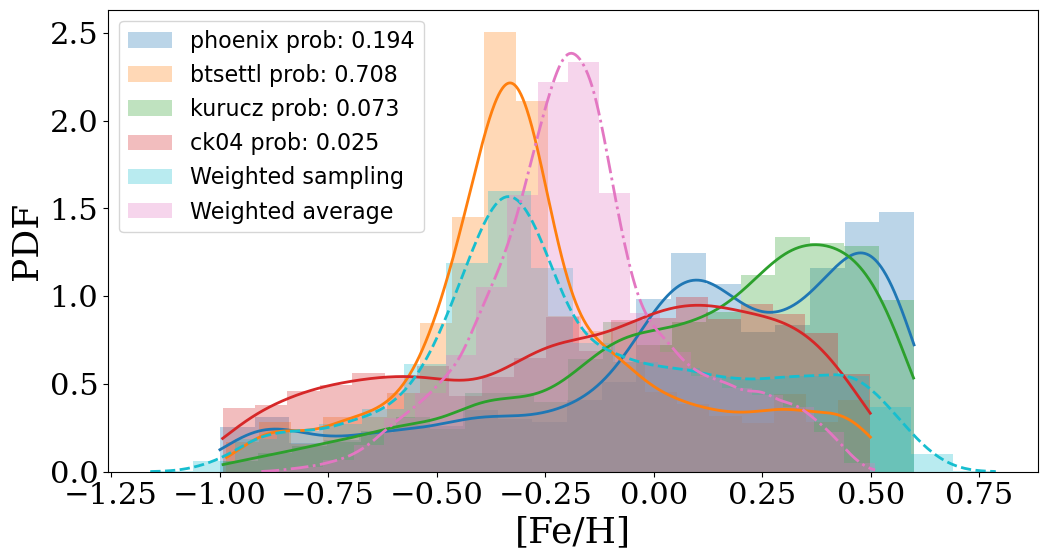 PDF
2.5
2.0
1.5
1.0
0.5
0.0
phoenix prob: 0.194
btsettl prob: 0.708
kurucz prob: 0.073
ck04 prob: 0.025
Weighted sampling
Weighted average
−1.25 −1.00 −0.75 −0.50 −0.25 0.00 0.25 0.50 0.75
[Fe/H]